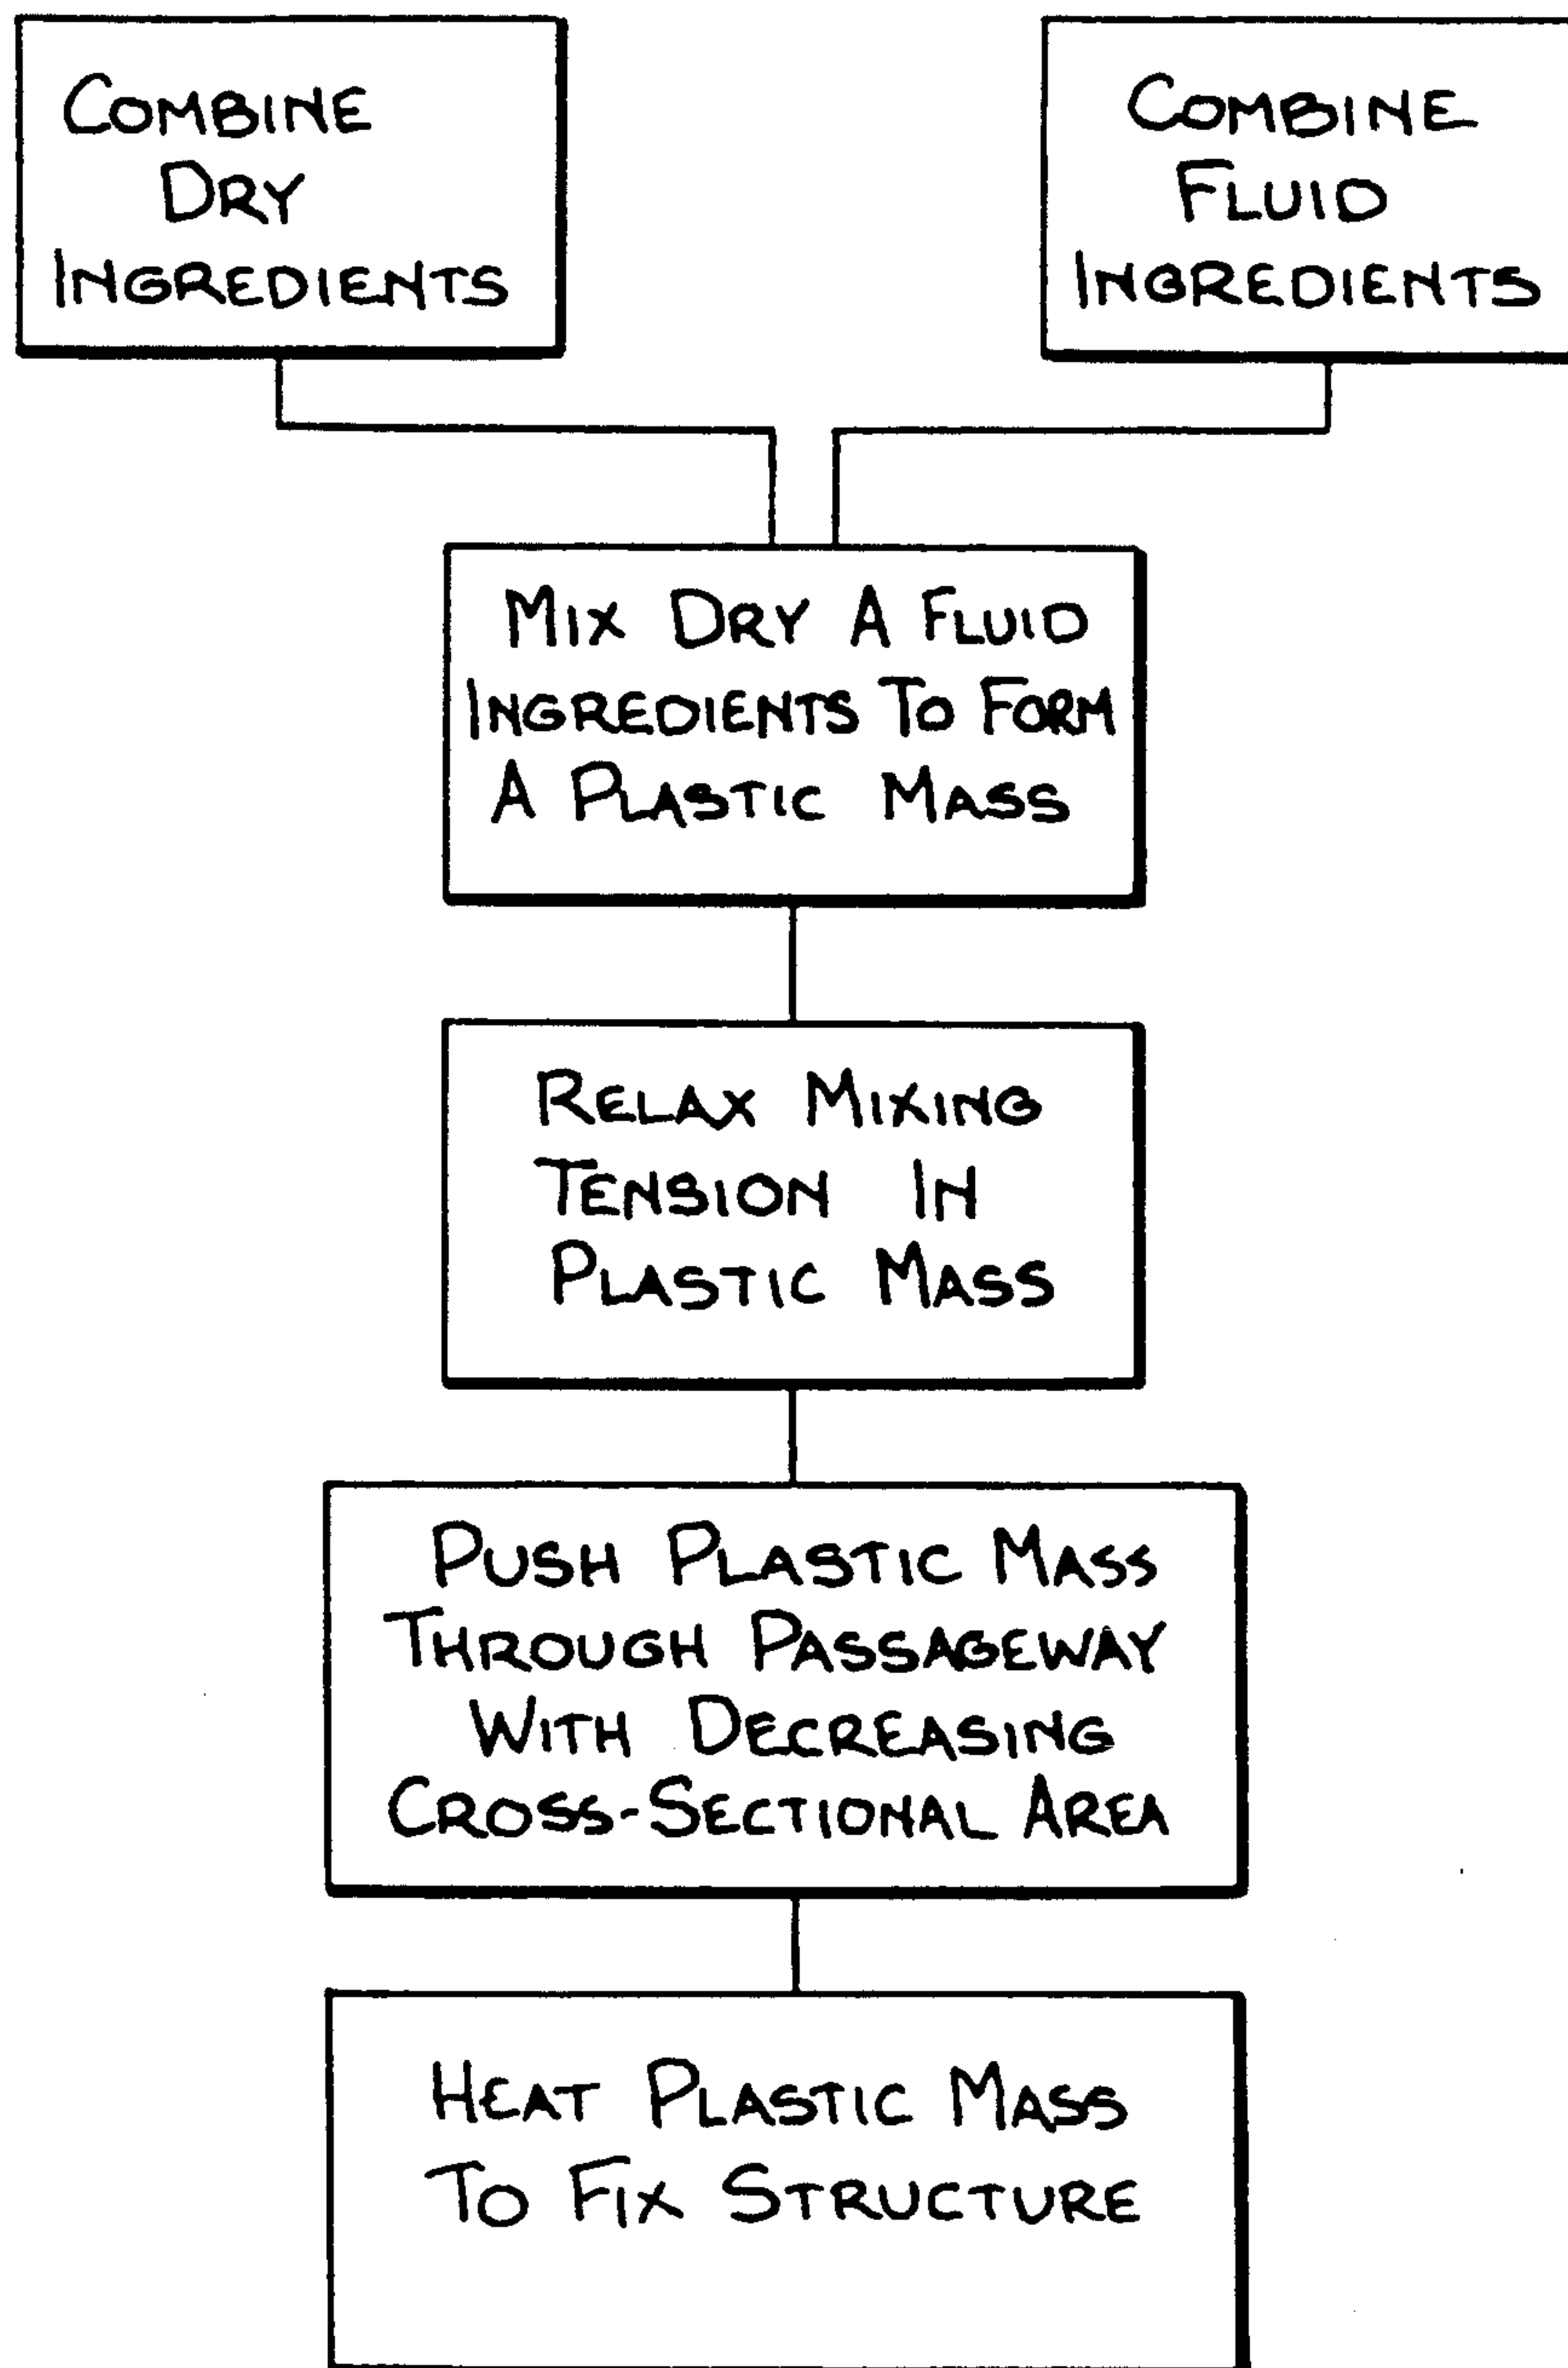 COMBINE
DRY
INGREDIENTS
COMBINE
FLUID
INGREDIENTS
MIX DRY A FLUID
INGREDIENTS TO FORM
A PLASTIC MASS
RELAX MIXING
TENSION IN
PLASTIC MASS
PUSH PLASTIC MASS
THROUGH PASSAGEWAY
WITH DECREASING
CROSS-SECTIONAL AREA
HEAT PLASTIC MASS
TO FIX STRUCTURE